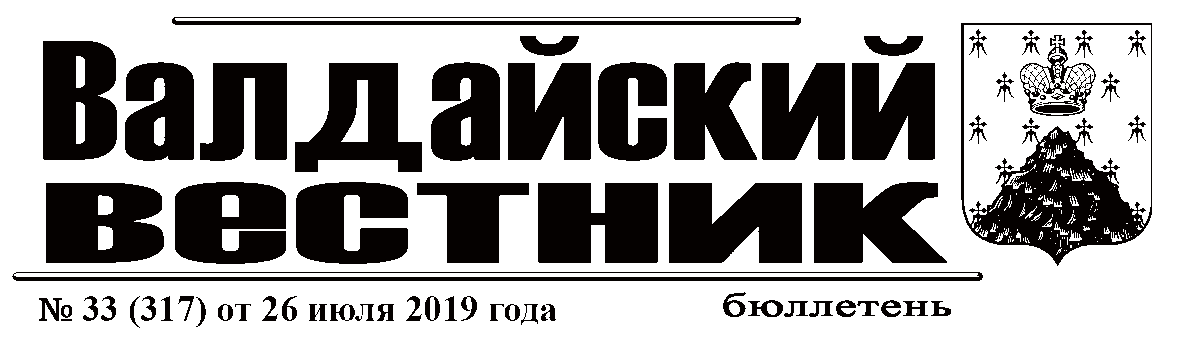 Валдайский
ВЕСТНИК
№ 33 (317) от 26 июля 2019 года бюллетень